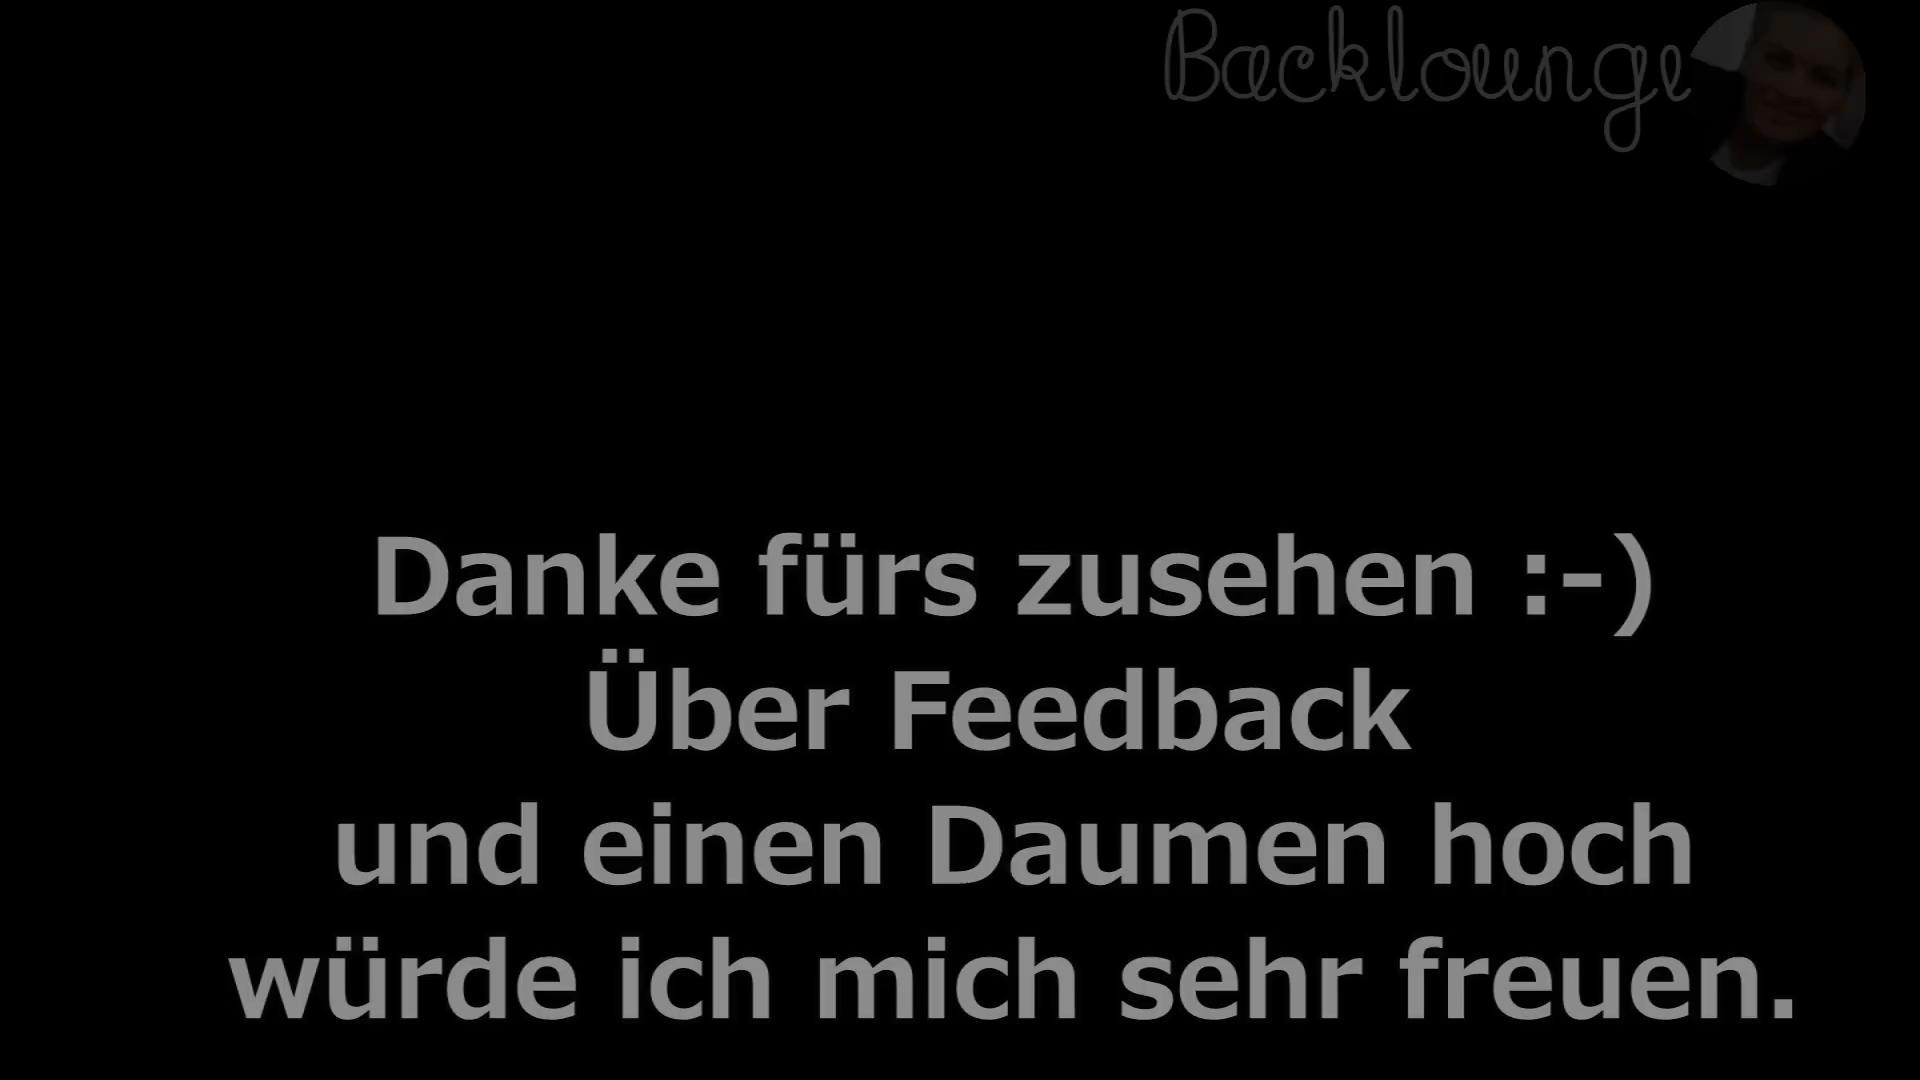 Backlounge
Danke fürs zusehen :-)
Über Feedback
und einen Daumen hoch
würde ich mich sehr freuen.